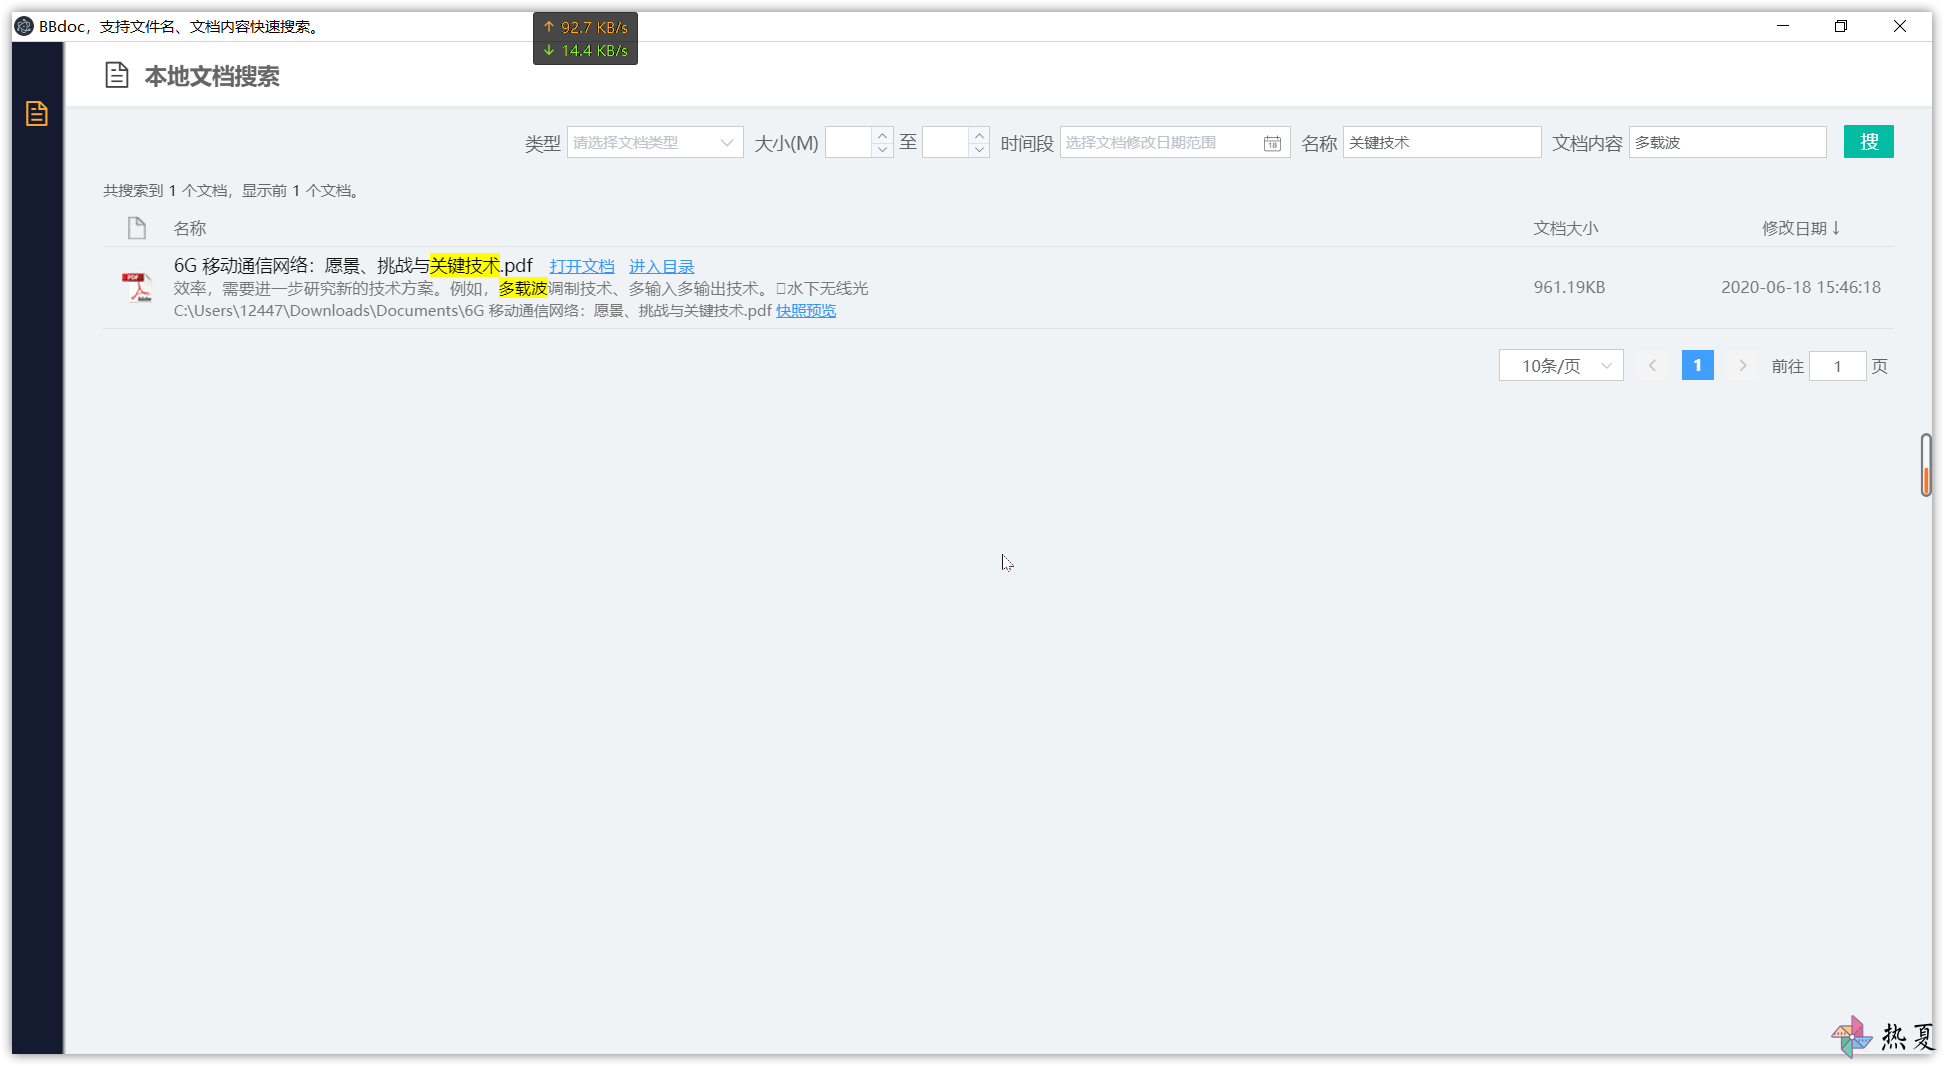 BBdoc，支持文件名、文档内容快速搜索。
↑ 92.7 KB/s
↓ 14.4 KB/s
本地文档搜索
类型 请选择文档类型 大小(M) 至 时间段 选择文档修改日期范围 名称 关键技术 文档内容 多载波 搜
共搜索到 1 个文档，显示前 1 个文档。
名称 文档大小 修改日期↓
6G 移动通信网络：愿景、挑战与关键技术.pdf 打开文档 进入目录
效率，需要进一步研究新的技术方案。例如，多载波调制技术、多输入多输出技术。▯水下无线光 961.19KB 2020-06-18 15:46:18
C:\Users\12447\Downloads\Documents\6G 移动通信网络：愿景、挑战与关键技术.pdf 快照预览
10条/页 1 前往 1 页
热夏